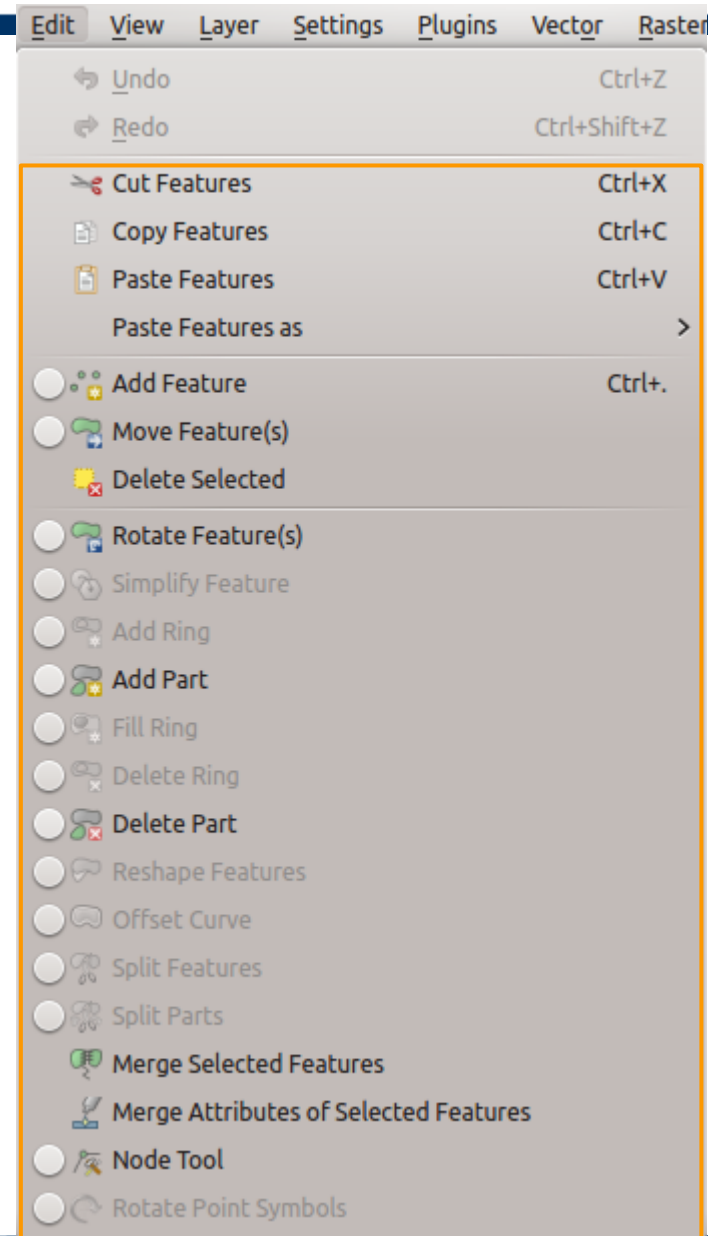 Edit View Layer Settings Plugins Vector Raster
Undo Ctrl+Z
Redo Ctrl+Shift+Z
Cut Features Ctrl+X
Copy Features Ctrl+C
Paste Features Ctrl+V
Paste Features as >
Add Feature Ctrl+.
Move Feature(s)
Delete Selected
Rotate Feature(s)
Simplify Feature
Add Ring
Add Part
Fill Ring
Delete Ring
Delete Part
Reshape Features
Offset Curve
Split Features
Split Parts
Merge Selected Features
Merge Attributes of Selected Features
Node Tool
Rotate Point Symbols